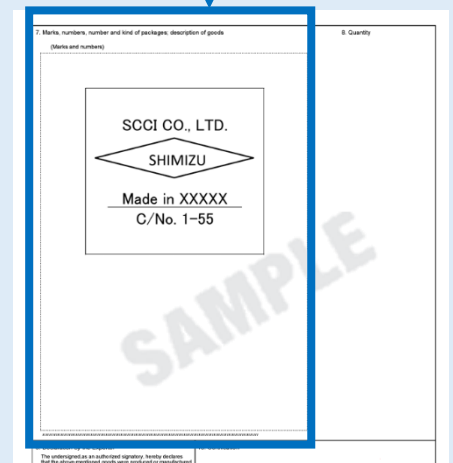 7. Marks, numbers, number and kind of packages; description of goods
8. Quantity
(Marks and numbers)
SCCI CO., LTD.
SHIMIZU
Made in XXXXX
C/No. 1-55
SAMPLE
The undersigned, as an authorized signatory, hereby declares